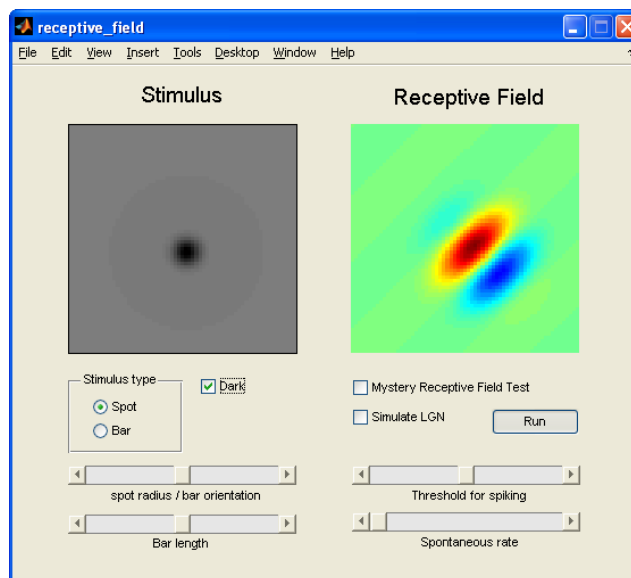 receptive_field
File Edit View Insert Tools Desktop Window Help
Stimulus
Receptive Field
Stimulus type
Spot
Bar
Dark
Mystery Receptive Field Test
Simulate LGN
Run
spot radius / bar orientation
Threshold for spiking
Bar length
Spontaneous rate